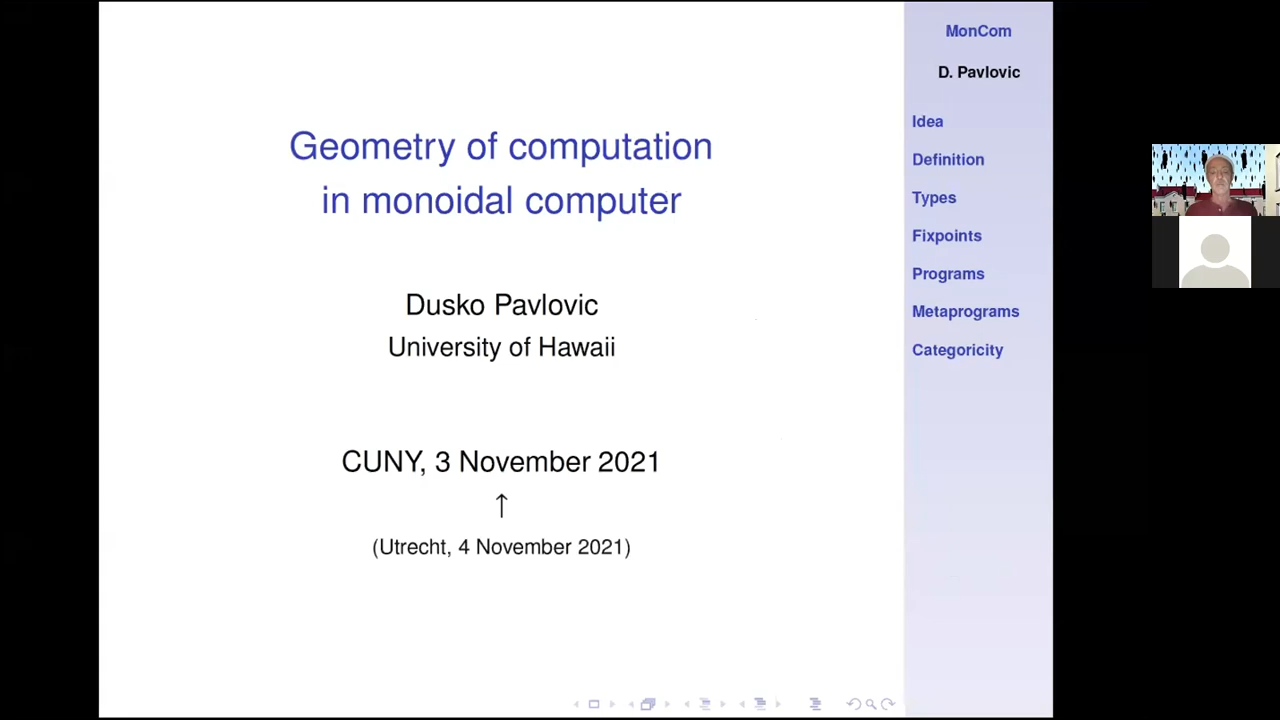 Geometry of computation
in monoidal computer
Dusko Pavlovic
University of Hawaii
CUNY, 3 November 2021
↑
(Utrecht, 4 November 2021)
MonCom
D. Pavlovic
Idea
Definition
Types
Fixpoints
Programs
Metaprograms
Categoricity